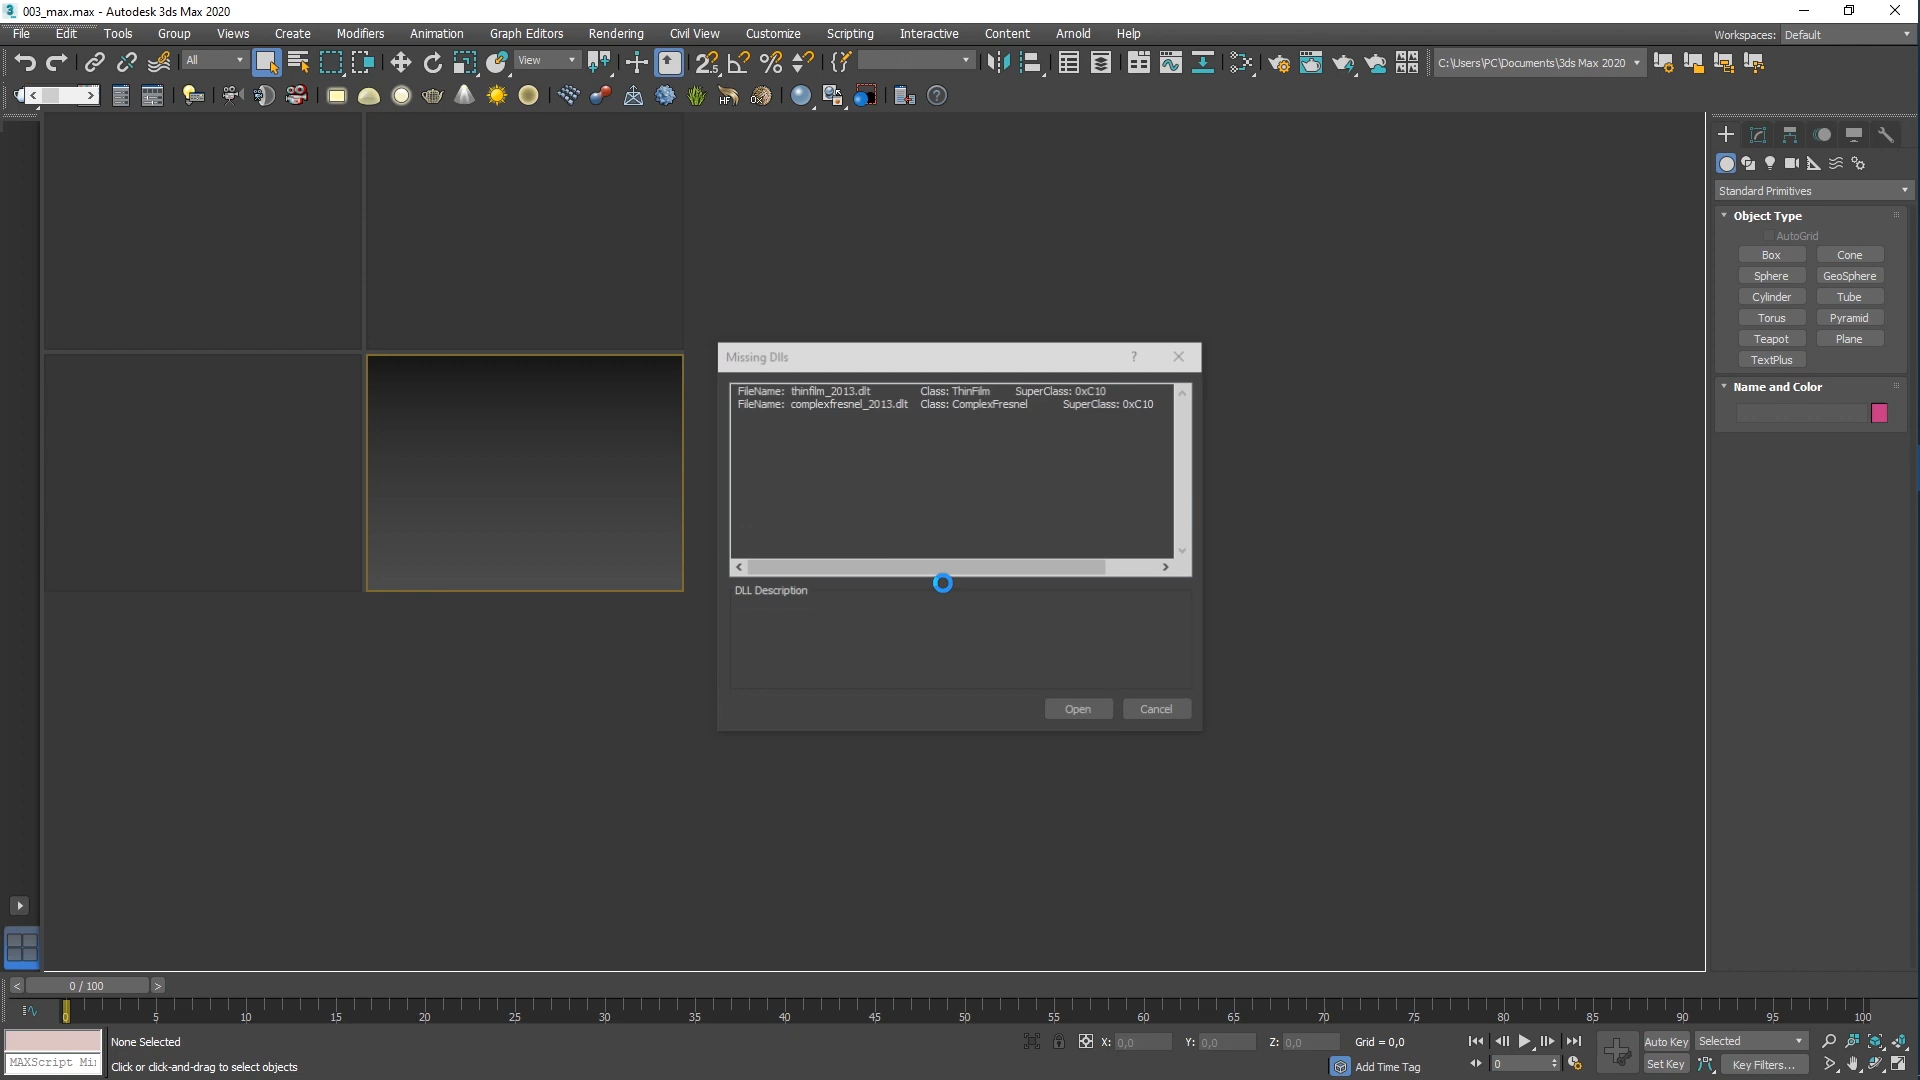 003_max.max - Autodesk 3ds Max 2020
File Edit Tools Group Views Create Modifiers Animation Graph Editors Rendering Civil View Customize Scripting Interactive Content Arnold Help
Workspaces: Default
All View C:\Users\PC\Documents\3ds Max 2020
Standard Primitives
Object Type
AutoGrid
Box Cone
Sphere GeoSphere
Cylinder Tube
Torus Pyramid
Teapot Plane
TextPlus
Name and Color
Missing Dlls
FileName: thinfilm_2013.dlt Class: ThinFilm SuperClass: 0xC10
FileName: complexfresnel_2013.dlt Class: ComplexFresnel SuperClass: 0xC10
DLL Description
Open Cancel
0 / 100
0 5 10 15 20 25 30 35 40 45 50 55 60 65 70 75 80 85 90 95 100
None Selected X: 0,0 Y: 0,0 Z: 0,0 Grid = 0,0 Auto Key Selected
MAXScript Mi Click or click-and-drag to select objects Add Time Tag 0 Set Key Key Filters...